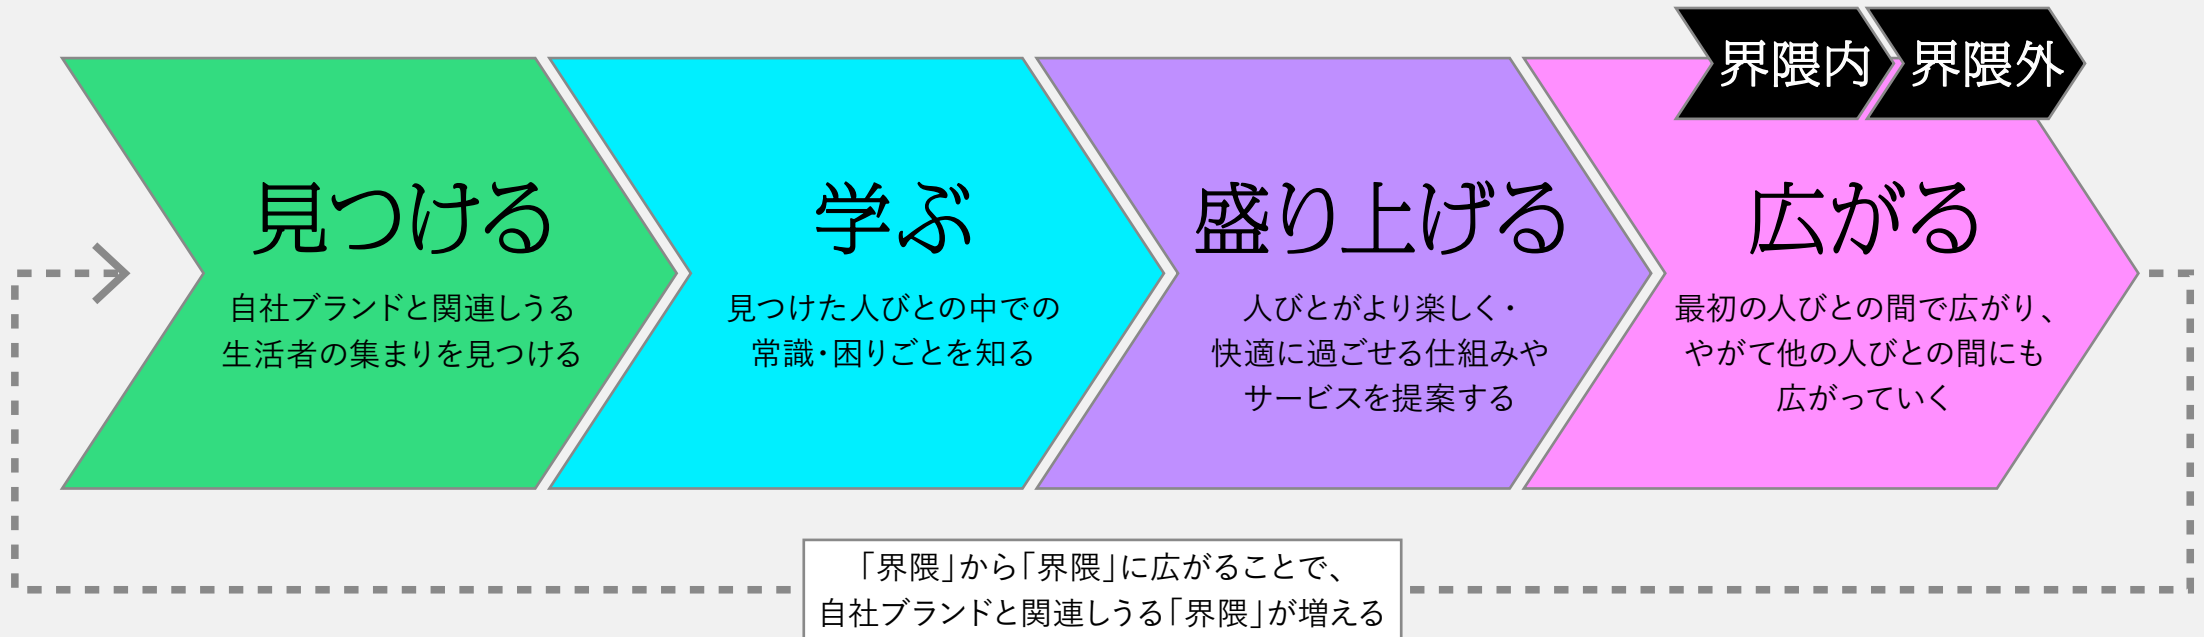 界隈内
界隈外
見つける
自社ブランドと関連しうる
生活者の集まりを見つける
学ぶ
見つけた人びとの中での
常識・困りごとを知る
盛り上げる
人びとがより楽しく・
快適に過ごせる仕組みや
サービスを提案する
広がる
最初の人びとの間で広がり、
やがて他の人びとの間にも
広がっていく
「界隈」から「界隈」に広がることで、
自社ブランドと関連しうる「界隈」が増える